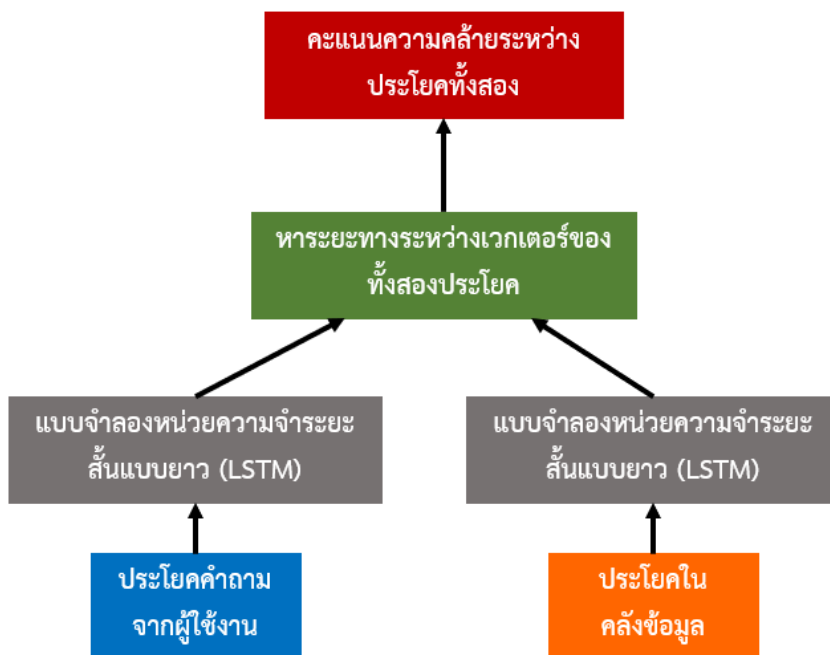 คะแนนความคล้ายระหว่าง
ประโยคทั้งสอง
หาระยะทางระหว่างเวกเตอร์ของ
ทั้งสองประโยค
แบบจำลองหน่วยความจำระยะ
สั้นแบบยาว (LSTM)
แบบจำลองหน่วยความจำระยะ
สั้นแบบยาว (LSTM)
ประโยคคำถาม
จากผู้ใช้งาน
ประโยคใน
คลังข้อมูล